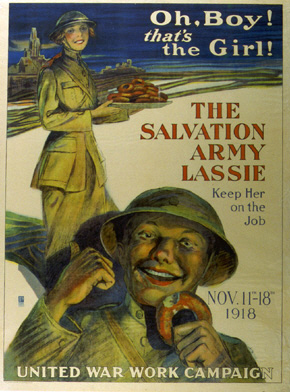 Oh, Boy!
that's
the Girl!
THE
SALVATION
ARMY
LASSIE
Keep Her
on the
Job
NOV. 11TH-18TH
1918
UNITED WAR WORK CAMPAIGN